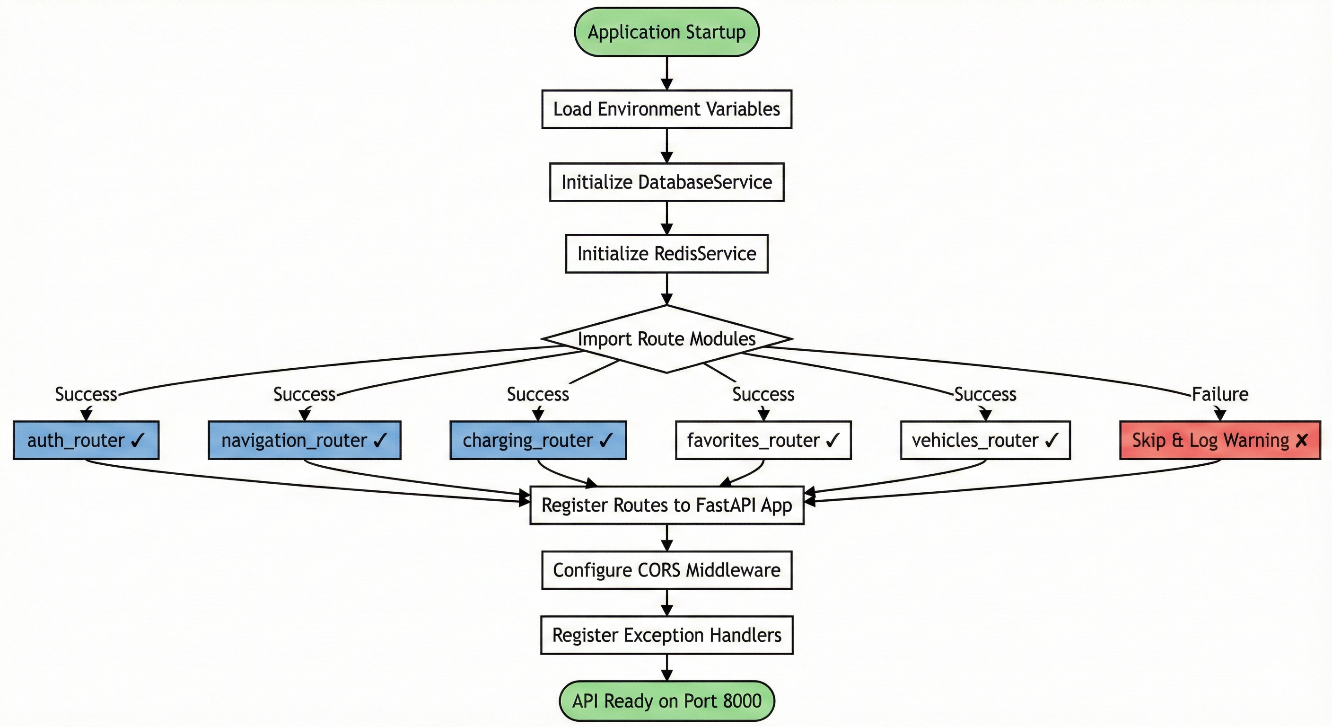 Application Startup
Load Environment Variables
Initialize DatabaseService
Initialize RedisService
Import Route Modules
Success
Success
Success
Success
Success
Failure
auth_router ✓
navigation_router ✓
charging_router ✓
favorites_router ✓
vehicles_router ✓
Skip & Log Warning ✗
Register Routes to FastAPI App
Configure CORS Middleware
Register Exception Handlers
API Ready on Port 8000